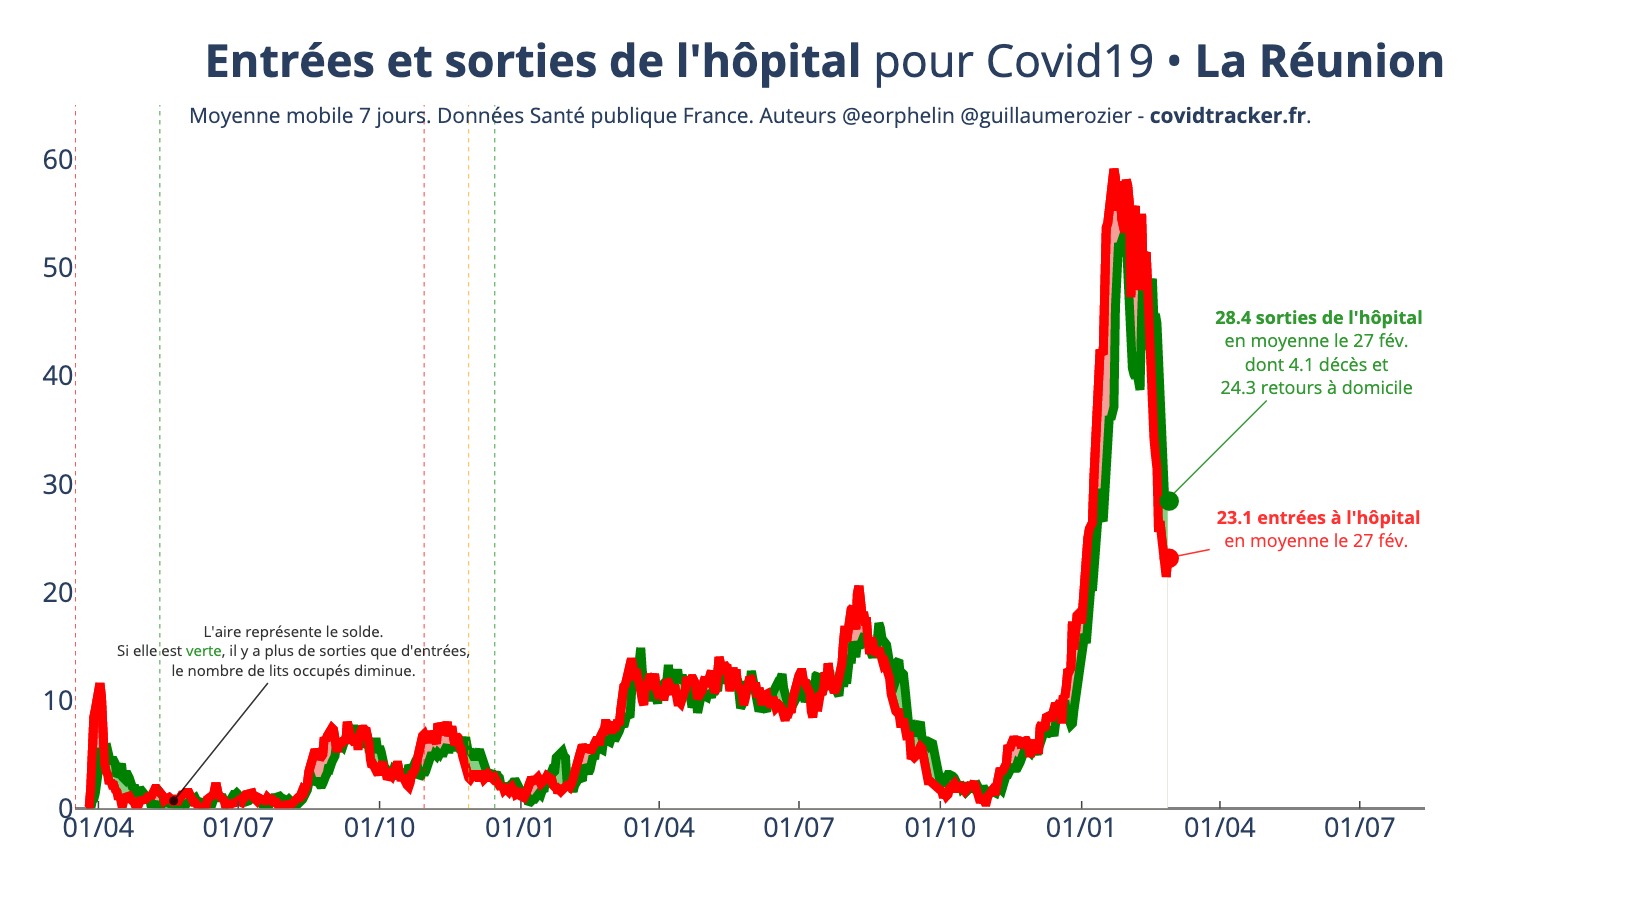 Entrées et sorties de l'hôpital pour Covid19 • La Réunion
Moyenne mobile 7 jours. Données Santé publique France. Auteurs @eorphelin @guillaumerozier - covidtracker.fr.
60
50
40
30
20
10
0
28.4 sorties de l'hôpital
en moyenne le 27 fév.
dont 4.1 décès et
24.3 retours à domicile
23.1 entrées à l'hôpital
en moyenne le 27 fév.
L'aire représente le solde.
Si elle est verte, il y a plus de sorties que d'entrées,
le nombre de lits occupés diminue.
01/04 01/07 01/10 01/01 01/04 01/07 01/10 01/01 01/04 01/07